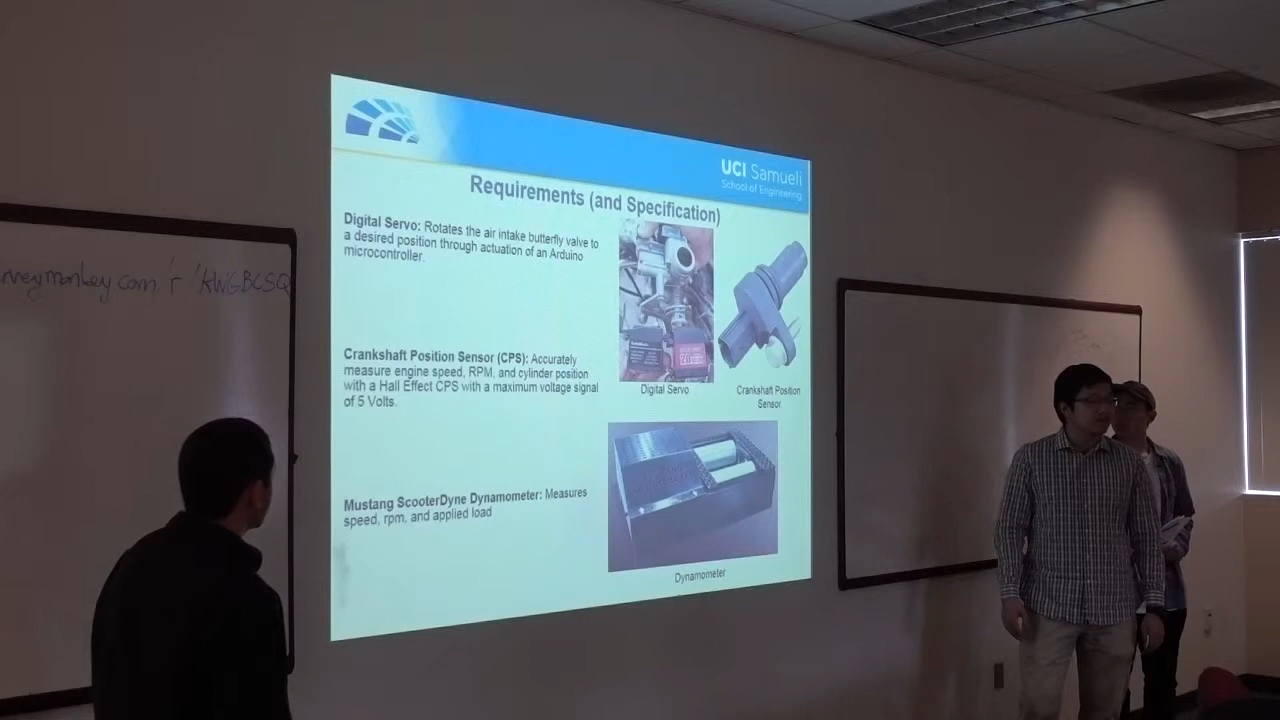 UCI Samueli
School of Engineering
Requirements (and Specification)
Digital Servo: Rotates the air intake butterfly valve to
a desired position through actuation of an Arduino
microcontroller.
Crankshaft Position Sensor (CPS): Accurately
measure engine speed, RPM, and cylinder position
with a Hall Effect CPS with a maximum voltage signal
of 5 Volts.
Mustang ScooterDyne Dynamometer: Measures
speed, rpm, and applied load
Digital Servo
Crankshaft Position
Sensor
Dynamometer
veymonkey.com/r/KWGBCSQ